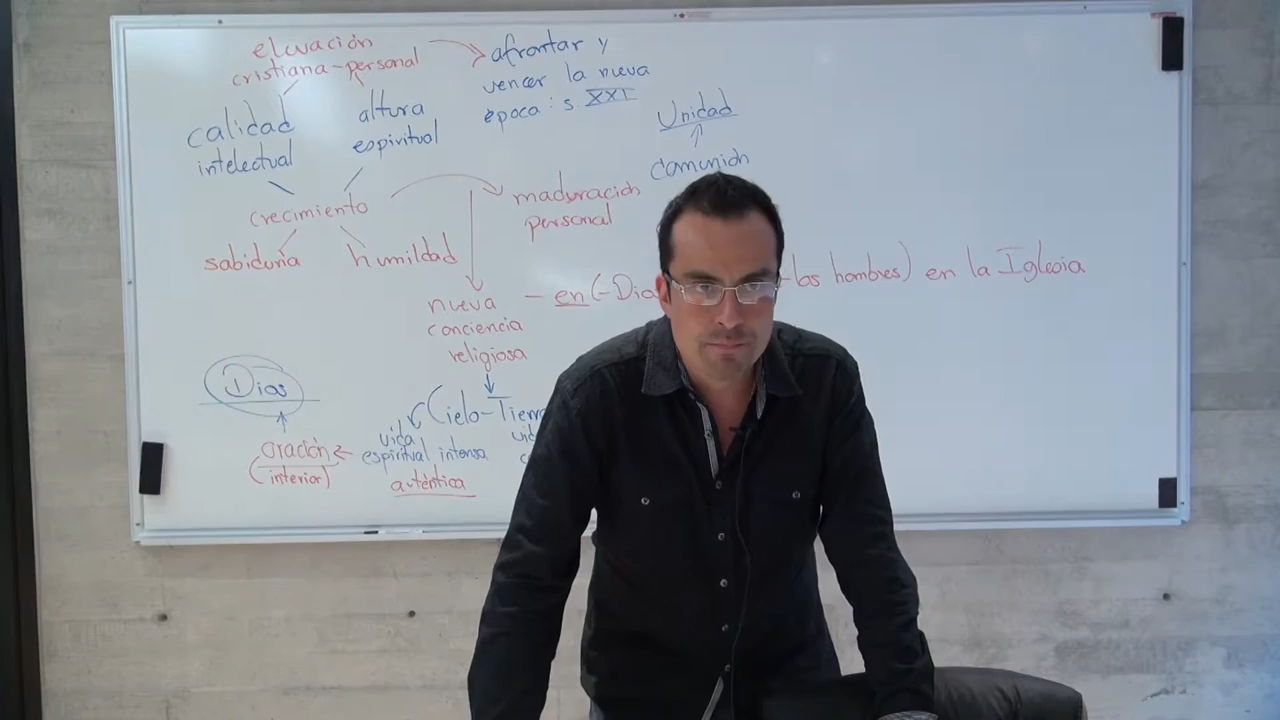 elevación
cristiana-personal
afrontar y
vencer la nueva
época: s XXI
calidad
intelectual
altura
espiritual
Unidad
comunión
crecimiento
maduración
personal
sabiduría
humildad
nueva
conciencia
religiosa
- en (-Dios
-los hombres) en la Iglesia
Dios
Cielo-Tierra
vida
espiritual intensa
auténtica
oración
(interior)